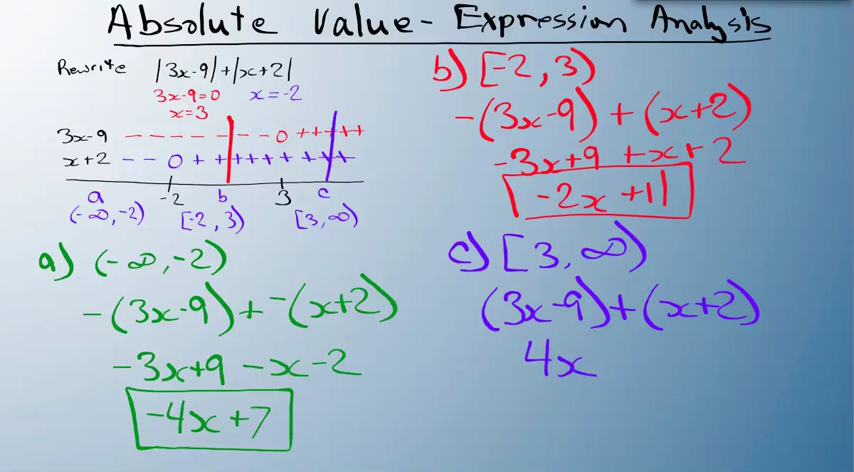 Absolute Value - Expression Analysis
Rewrite |3x-9|+|x+2|
3x-9=0 x=-2
x=3
3x-9 - - - - - - - - 0 + + + + +
x+2 - - 0 + + + + + + + + + +
a -2 b 3 c
(-∞,-2) [-2, 3) [3,∞)
a) (-∞,-2)
-(3x-9)+-(x+2)
-3x+9 -x-2
-4x+7
b) [-2,3)
-(3x-9)+(x+2)
-3x+9 +x+2
-2x+11
c) [3,∞)
(3x-9)+(x+2)
4x